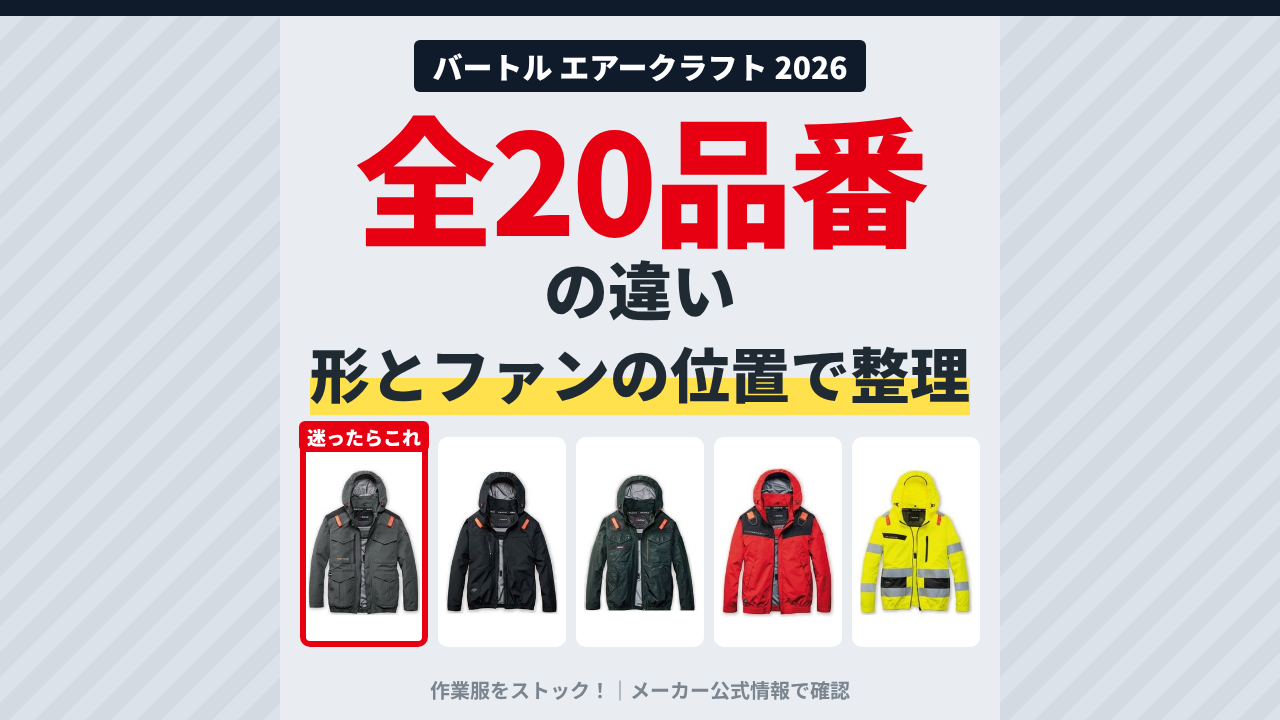 バートル エアークラフト 2026
全20品番
の違い
形とファンの位置で整理
迷ったらこれ
作業服をストック！｜メーカー公式情報で確認